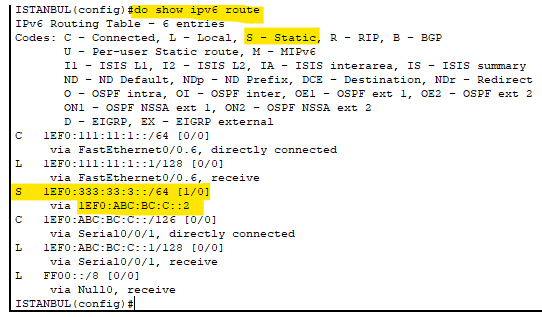 ISTANBUL(config)#do show ipv6 route
IPv6 Routing Table - 6 entries
Codes: C - Connected, L - Local, S - Static, R - RIP, B - BGP
U - Per-user Static route, M - MIPv6
I1 - ISIS L1, I2 - ISIS L2, IA - ISIS interarea, IS - ISIS summary
ND - ND Default, NDp - ND Prefix, DCE - Destination, NDr - Redirect
O - OSPF intra, OI - OSPF inter, OE1 - OSPF ext 1, OE2 - OSPF ext 2
ON1 - OSPF NSSA ext 1, ON2 - OSPF NSSA ext 2
D - EIGRP, EX - EIGRP external
C 1EF0:111:11:1::/64 [0/0]
via FastEthernet0/0.6, directly connected
L 1EF0:111:11:1::1/128 [0/0]
via FastEthernet0/0.6, receive
S 1EF0:333:33:3::/64 [1/0]
via 1EF0:ABC:BC:C::2
C 1EF0:ABC:BC:C::/126 [0/0]
via Serial0/0/1, directly connected
L 1EF0:ABC:BC:C::1/128 [0/0]
via Serial0/0/1, receive
L FF00::/8 [0/0]
via Null0, receive
ISTANBUL(config)#